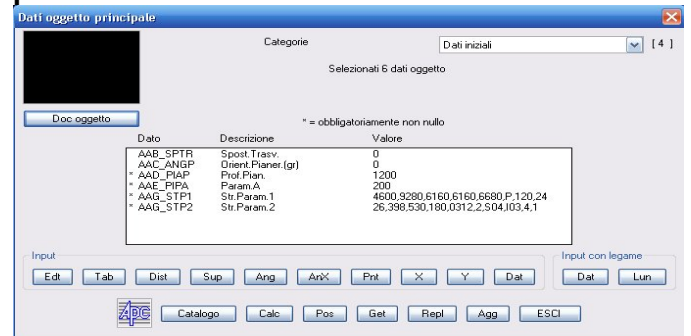 Dati oggetto principale
Categorie Dati iniziali [ 4 ]
Selezionati 6 dati oggetto
Doc oggetto
* = obbligatoriamente non nullo
Dato Descrizione Valore
AAB_SPTR Spost.Trasv. 0
AAC_ANGP Orient.Pianer.(gr) 0
* AAD_PIAP Prof.Pian. 1200
* AAE_PIPA Param.A 200
* AAG_STP1 Str.Param.1 4600,9280,6160,6160,6680,P,120,24
* AAG_STP2 Str.Param.2 26,398,530,180,0312,2,S04,I03,4,1
Input Input con legame
Edt Tab Dist Sup Ang AnX Pnt X Y Dat Dat Lun
APC Catalogo Calc Pos Get Repl Agg ESCI